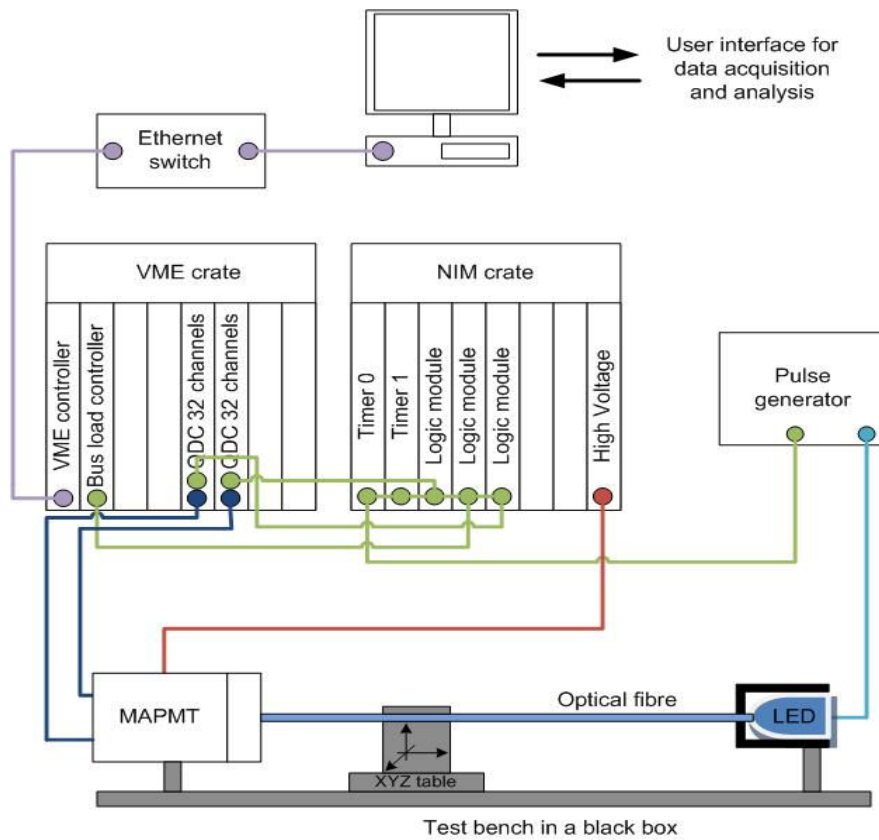 User interface for
data acquisition
and analysis
Ethernet
switch
VME crate
NIM crate
VME controller
Bus load controller
QDC 32 channels
QDC 32 channels
Timer 0
Timer 1
Logic module
Logic module
Logic module
High Voltage
Pulse
generator
MAPMT
Optical fibre
LED
XYZ table
Test bench in a black box